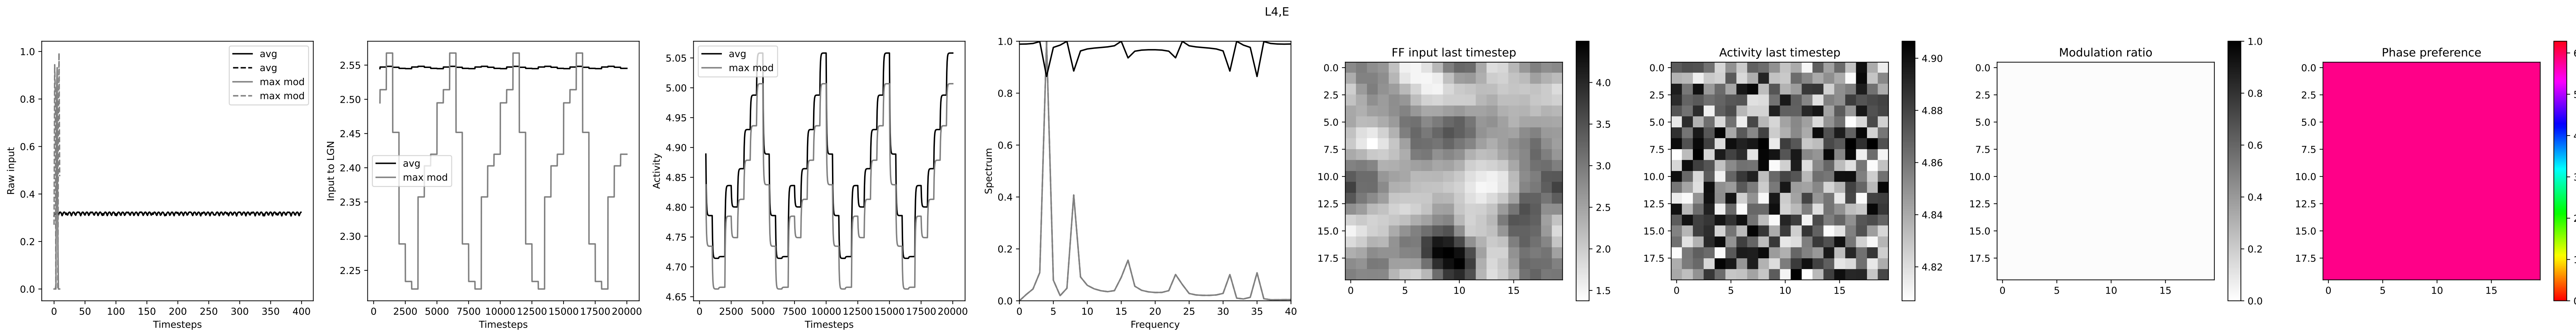 L4,E
Raw input
1.0
0.8
0.6
0.4
0.2
0.0
avg
avg
max mod
max mod
0 50 100 150 200 250 300 350 400
Timesteps
Input to LGN
2.55
2.50
2.45
2.40
2.35
2.30
2.25
avg
max mod
0 2500 5000 7500 10000 12500 15000 17500 20000
Timesteps
Activity
5.05
5.00
4.95
4.90
4.85
4.80
4.75
4.70
4.65
avg
max mod
0 2500 5000 7500 10000 12500 15000 17500 20000
Timesteps
Spectrum
1.0
0.8
0.6
0.4
0.2
0.0
0 5 10 15 20 25 30 35 40
Frequency
FF input last timestep
0.0
2.5
5.0
7.5
10.0
12.5
15.0
17.5
0 5 10 15
4.0
3.5
3.0
2.5
2.0
1.5
Activity last timestep
0.0
2.5
5.0
7.5
10.0
12.5
15.0
17.5
0 5 10 15
4.90
4.88
4.86
4.84
4.82
Modulation ratio
0.0
2.5
5.0
7.5
10.0
12.5
15.0
17.5
0 5 10 15
1.0
0.8
0.6
0.4
0.2
0.0
Phase preference
0.0
2.5
5.0
7.5
10.0
12.5
15.0
17.5
0 5 10 15